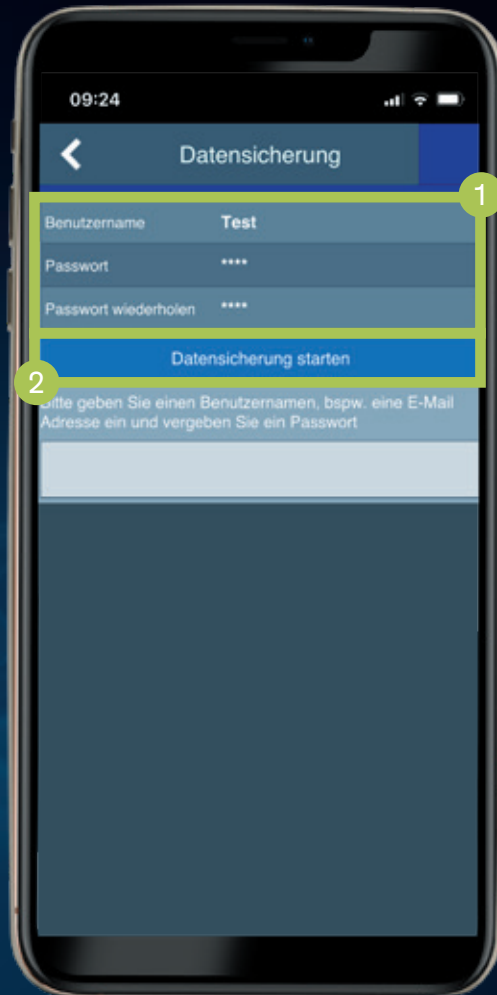 09:24
Datensicherung
1
Benutzername Test
Passwort ****
Passwort wiederholen ****
Datensicherung starten
2
Bitte geben Sie einen Benutzernamen, bspw. eine E-Mail
Adresse ein und vergeben Sie ein Passwort